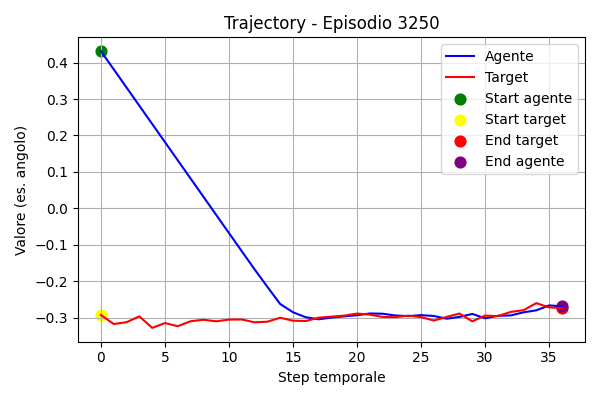 Trajectory - Episodio 3250
Valore (es. angolo)
0.4
0.3
0.2
0.1
0.0
−0.1
−0.2
−0.3
Agente
Target
Start agente
Start target
End target
End agente
0 5 10 15 20 25 30 35
Step temporale